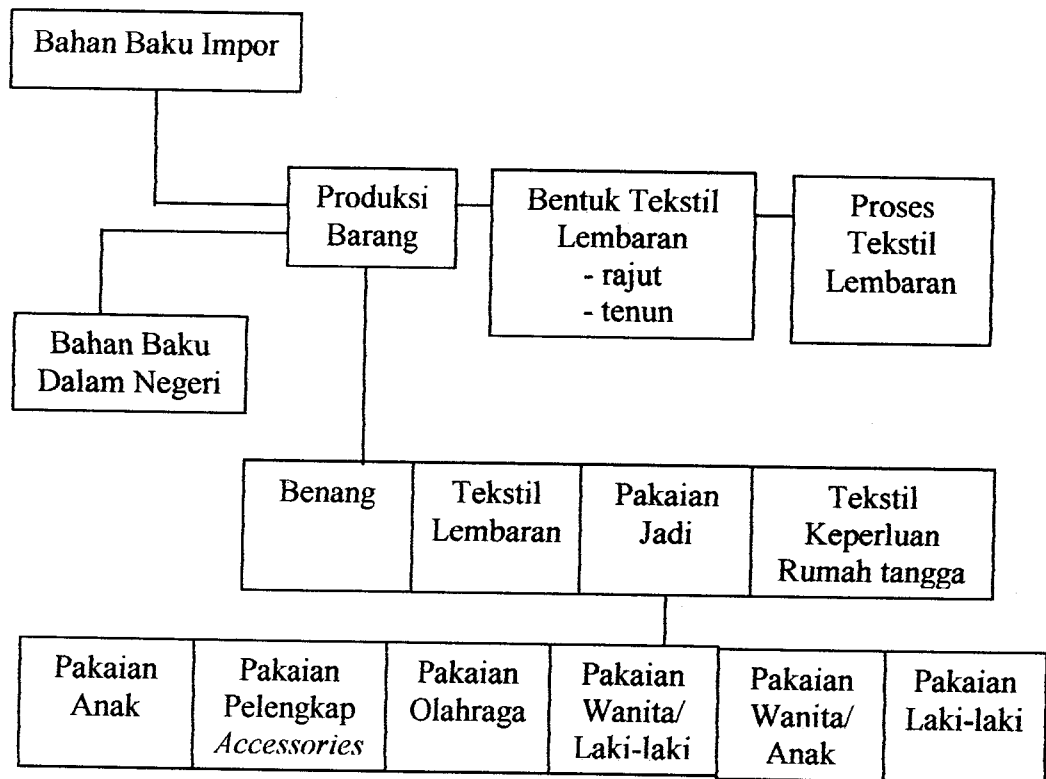 Bahan Baku Impor
Produksi
Barang
Bentuk Tekstil
Lembaran
- rajut
- tenun
Proses
Tekstil
Lembaran
Bahan Baku
Dalam Negeri
Benang
Tekstil
Lembaran
Pakaian
Jadi
Tekstil
Keperluan
Rumah tangga
Pakaian
Anak
Pakaian
Pelengkap
Accessories
Pakaian
Olahraga
Pakaian
Wanita/
Laki-laki
Pakaian
Wanita/
Anak
Pakaian
Laki-laki